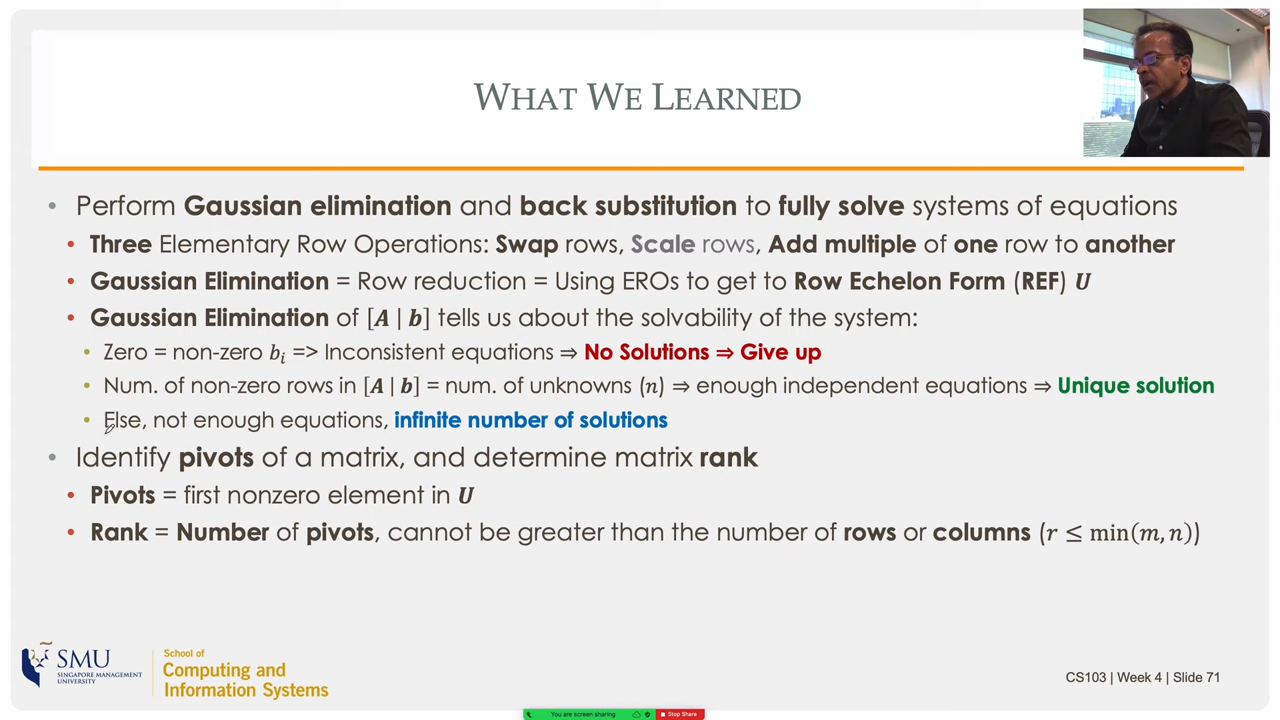 WHAT WE LEARNED
• Perform Gaussian elimination and back substitution to fully solve systems of equations
• Three Elementary Row Operations: Swap rows, Scale rows, Add multiple of one row to another
• Gaussian Elimination = Row reduction = Using EROs to get to Row Echelon Form (REF) U
• Gaussian Elimination of [A | b] tells us about the solvability of the system:
• Zero = non-zero bᵢ => Inconsistent equations ⇒ No Solutions ⇒ Give up
• Num. of non-zero rows in [A | b] = num. of unknowns (n) ⇒ enough independent equations ⇒ Unique solution
• Else, not enough equations, infinite number of solutions
• Identify pivots of a matrix, and determine matrix rank
• Pivots = first nonzero element in U
• Rank = Number of pivots, cannot be greater than the number of rows or columns (r ≤ min(m, n))
SMU
SINGAPORE MANAGEMENT
UNIVERSITY
School of
Computing and
Information Systems
CS103 | Week 4 | Slide 71
You are screen sharing
Stop Share